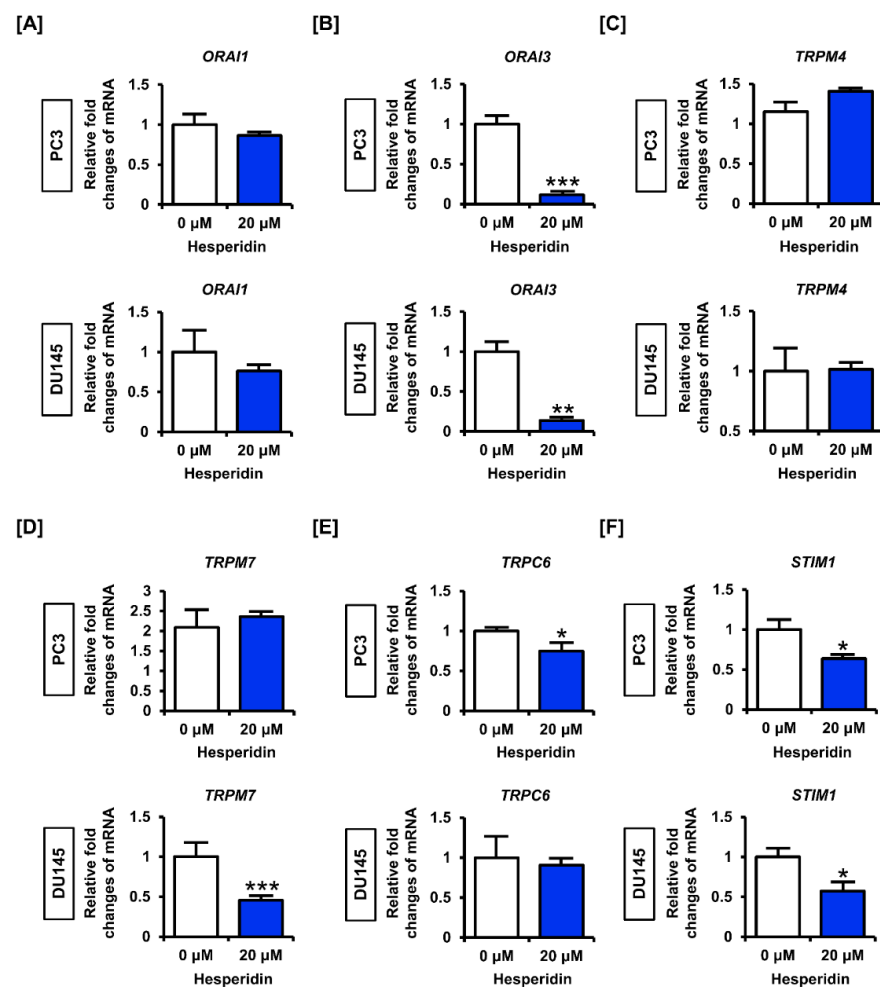 [A]
ORAI1
PC3
Relative fold
changes of mRNA
1.5
1
0.5
0
0 µM 20 µM
Hesperidin
ORAI1
DU145
Relative fold
changes of mRNA
1.5
1
0.5
0
0 µM 20 µM
Hesperidin
[B]
ORAI3
PC3
Relative fold
changes of mRNA
1.5
1
0.5
0
***
0 µM 20 µM
Hesperidin
ORAI3
DU145
Relative fold
changes of mRNA
1.5
1
0.5
0
**
0 µM 20 µM
Hesperidin
[C]
TRPM4
PC3
Relative fold
changes of mRNA
1.5
1
0.5
0
0 µM 20 µM
Hesperidin
TRPM4
DU145
Relative fold
changes of mRNA
1.5
1
0.5
0 µM 20 µM
Hesperidin
[D]
TRPM7
PC3
Relative fold
changes of mRNA
3
2.5
2
1.5
1
0.5
0
0 µM 20 µM
Hesperidin
TRPM7
DU145
Relative fold
changes of mRNA
1.5
1
0.5
0
***
0 µM 20 µM
Hesperidin
[E]
TRPC6
PC3
Relative fold
changes of mRNA
1.5
1
0.5
0
*
0 µM 20 µM
Hesperidin
TRPC6
DU145
Relative fold
changes of mRNA
1.5
1
0.5
0
0 µM 20 µM
Hesperidin
[F]
STIM1
PC3
Relative fold
changes of mRNA
1.5
1
0.5
0
*
0 µM 20 µM
Hesperidin
STIM1
DU145
Relative fold
changes of mRNA
1.5
1
0.5
0
*
0 µM 20 µM
Hesperidin